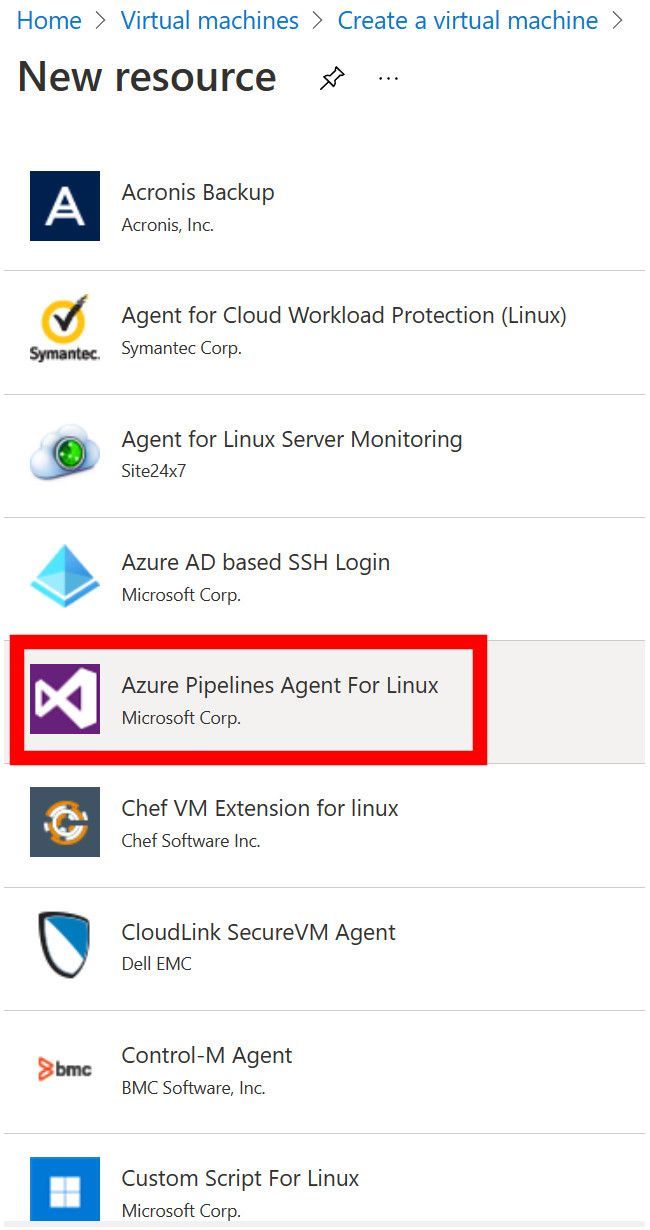 Home > Virtual machines > Create a virtual machine >
New resource
Acronis Backup
Acronis, Inc.
Agent for Cloud Workload Protection (Linux)
Symantec.
Symantec Corp.
Agent for Linux Server Monitoring
Site24x7
Azure AD based SSH Login
Microsoft Corp.
Azure Pipelines Agent For Linux
Microsoft Corp.
Chef VM Extension for linux
Chef Software Inc.
CloudLink SecureVM Agent
Dell EMC
Control-M Agent
bmc
BMC Software, Inc.
Custom Script For Linux
Microsoft Corp.